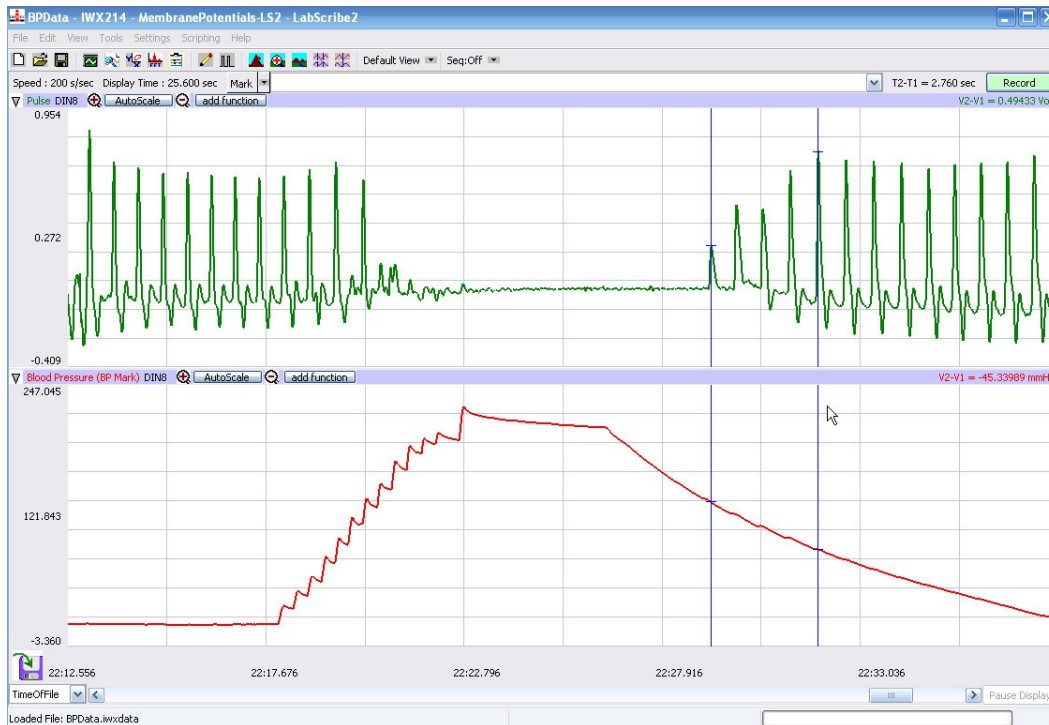 BPData - IWX214 - MembranePotentials-LS2 - LabScribe2
File Edit View Tools Settings Scripting Help
Default View Seq:Off
Speed : 200 s/sec Display Time : 25.600 sec Mark T2-T1 = 2.760 sec Record
Pulse DIN8 AutoScale add function V2-V1 = 0.49433 Vo
0.954
0.272
-0.409
Blood Pressure (BP Mark) DIN8 AutoScale add function V2-V1 = -45.33989 mmH
247.045
121.843
-3.360
22:12.556 22:17.676 22:22.796 22:27.916 22:33.036
TimeOfFile Pause Display
Loaded File: BPData.iwxdata